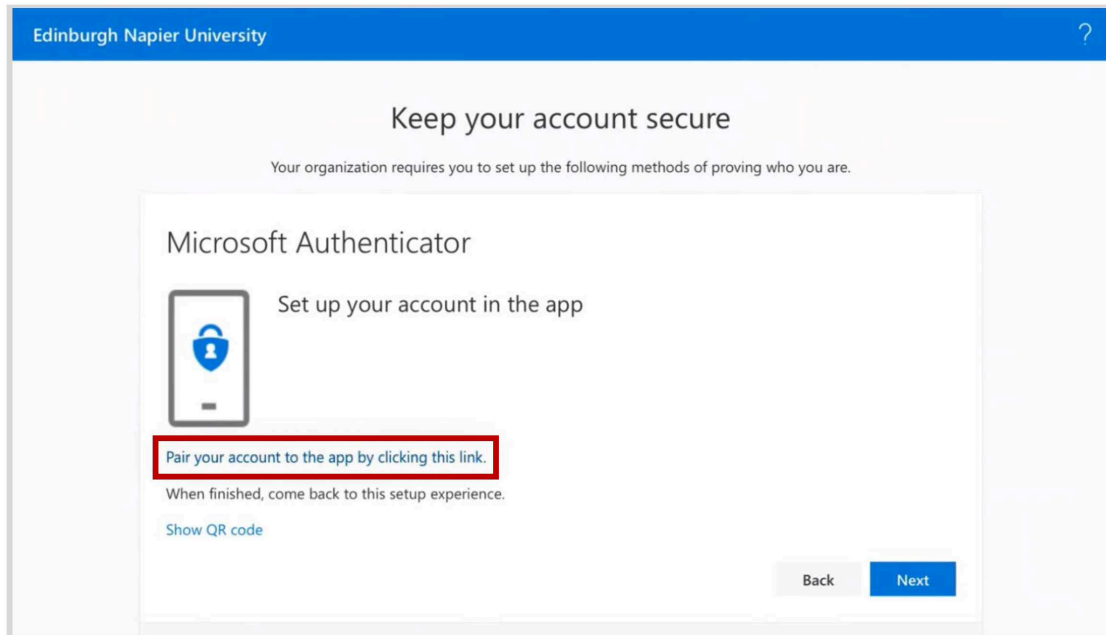 Edinburgh Napier University
?
Keep your account secure
Your organization requires you to set up the following methods of proving who you are.
Microsoft Authenticator
Set up your account in the app
Pair your account to the app by clicking this link.
When finished, come back to this setup experience.
Show QR code
Back
Next